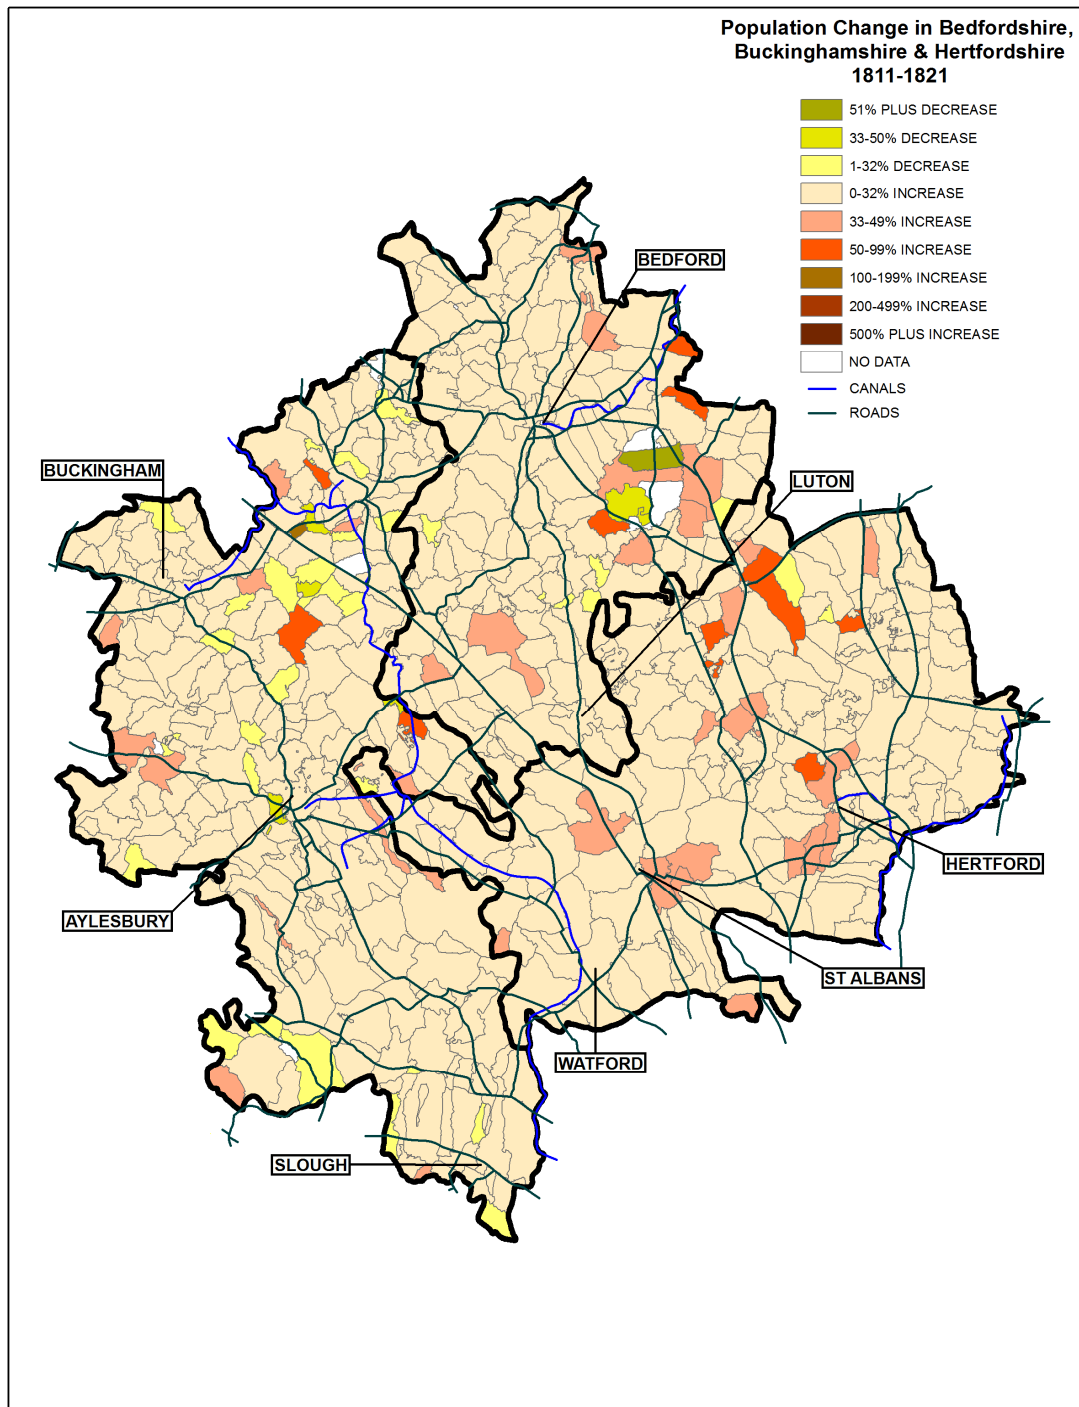 Population Change in Bedfordshire,
Buckinghamshire & Hertfordshire
1811-1821
51% PLUS DECREASE
33-50% DECREASE
1-32% DECREASE
0-32% INCREASE
33-49% INCREASE
50-99% INCREASE
100-199% INCREASE
200-499% INCREASE
500% PLUS INCREASE
NO DATA
CANALS
ROADS
BEDFORD
BUCKINGHAM
LUTON
HERTFORD
AYLESBURY
ST ALBANS
WATFORD
SLOUGH